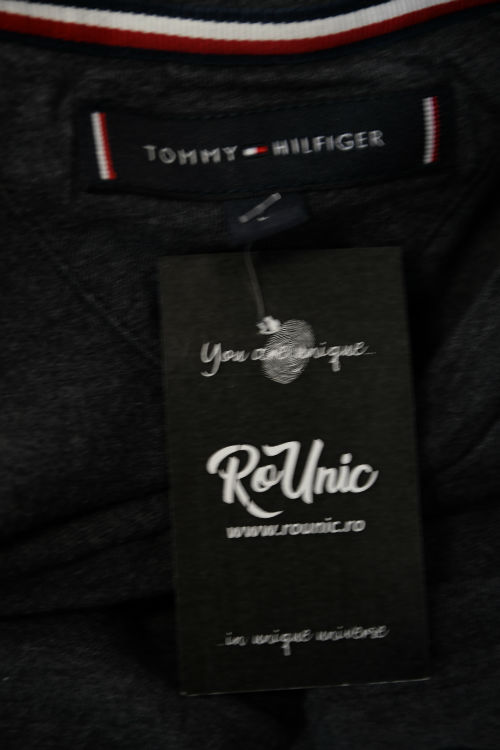 TOMMY HILFIGER
You are unique...
RoUnic
www.rounic.ro
...in unique universe